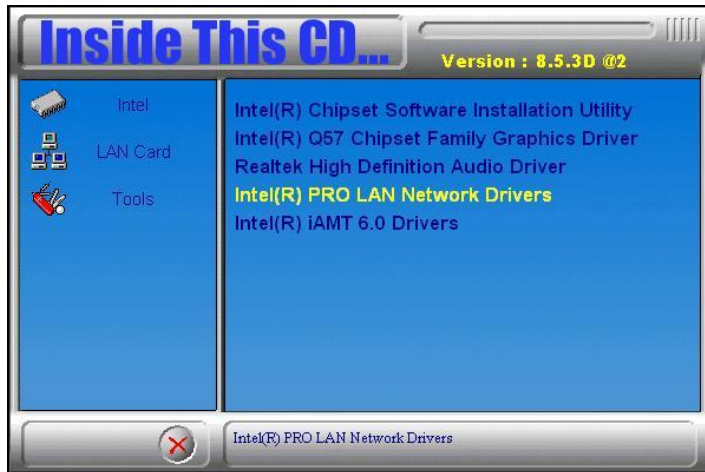 Inside This CD...
Version : 8.5.3D @2
Intel
LAN Card
Tools
Intel(R) Chipset Software Installation Utility
Intel(R) Q57 Chipset Family Graphics Driver
Realtek High Definition Audio Driver
Intel(R) PRO LAN Network Drivers
Intel(R) iAMT 6.0 Drivers
Intel(R) PRO LAN Network Drivers